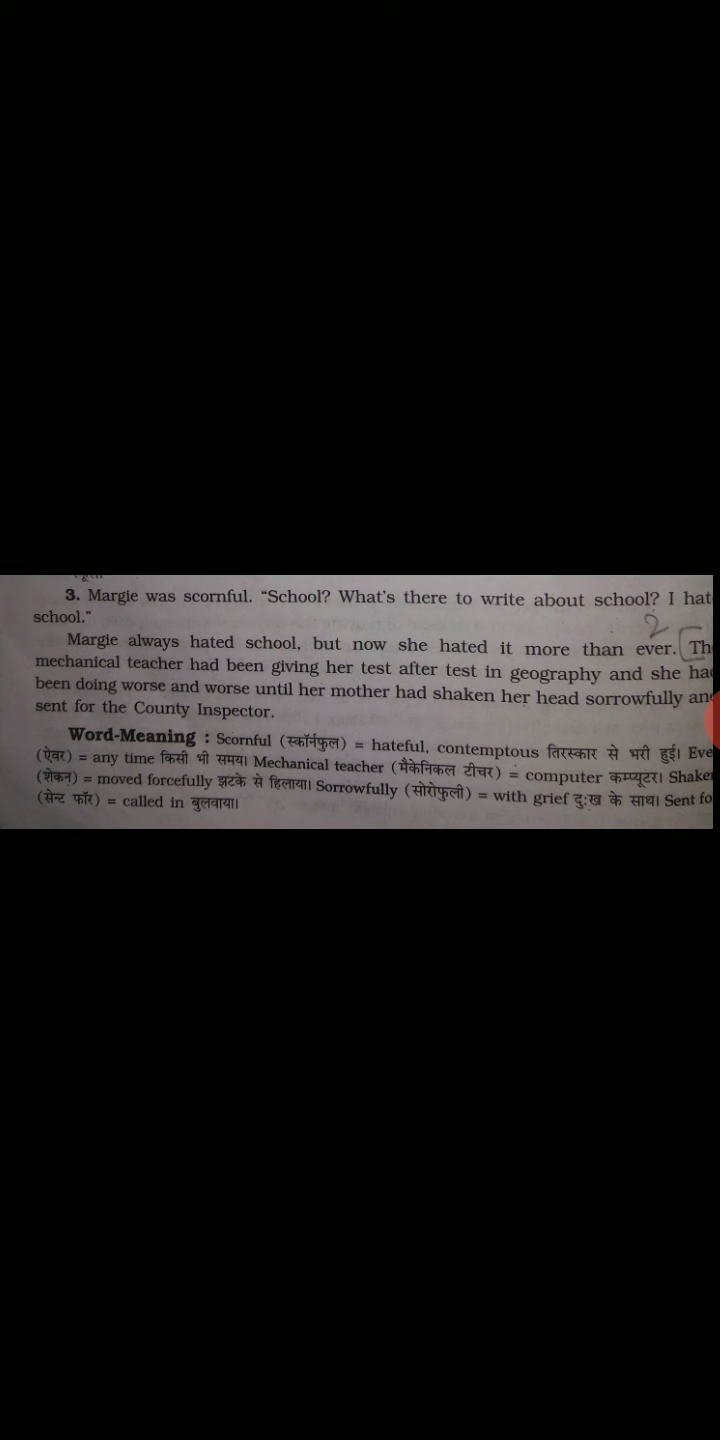 3. Margie was scornful. “School? What’s there to write about school? I hat
school.”
2
Margie always hated school, but now she hated it more than ever. Th
mechanical teacher had been giving her test after test in geography and she ha
been doing worse and worse until her mother had shaken her head sorrowfully an
sent for the County Inspector.
Word-Meaning : Scornful (स्कॉर्नफुल) = hateful, contemptous तिरस्कार से भरी हुई। Eve
(ऐवर) = any time किसी भी समय। Mechanical teacher (मैकेनिकल टीचर) = computer कम्प्यूटर। Shake
(शेकन्) = moved forcefully झटके से हिलाया। Sorrowfully (सोरोफुली) = with grief दुःख के साथ। Sent fo
(सेन्ट फॉर) = called in बुलवाया।